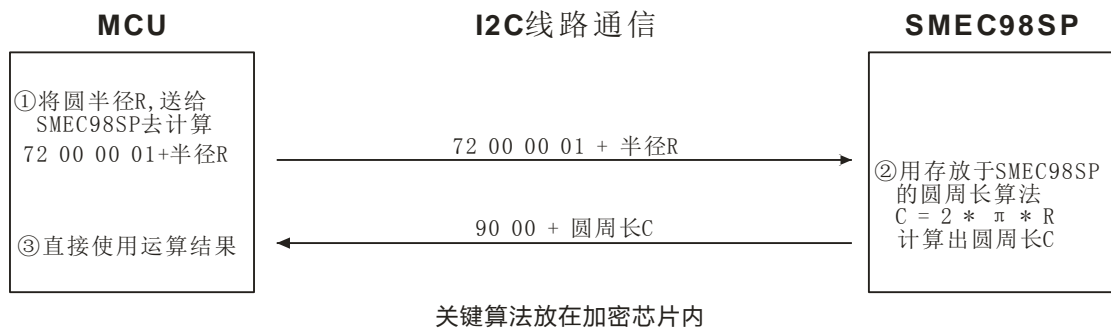 MCU
I2C线路通信
SMEC98SP
①将圆半径R,送给
SMEC98SP去计算
72 00 00 01+半径R
③直接使用运算结果
72 00 00 01 + 半径R
90 00 + 圆周长C
②用存放于SMEC98SP
的圆周长算法
C = 2 * π * R
计算出圆周长C
关键算法放在加密芯片内